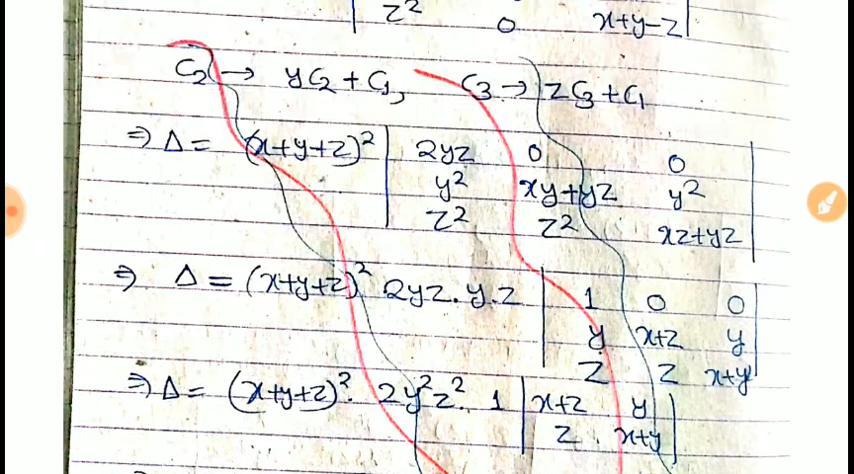 | z²  0  x+y-z |
C₂ → yC₂ + C₁, C₃ → zC₃ + C₁
⇒ Δ = (x+y+z)² | 2yz  0  0 |
| y²  xy+yz  y² |
| z²  z²  xz+yz |
⇒ Δ = (x+y+z)² 2yz.y.z | 1  0  0 |
| y  x+z  y |
| z  z  x+y |
⇒ Δ = (x+y+z)². 2y²z². 1 | x+z  y |
| z  x+y |